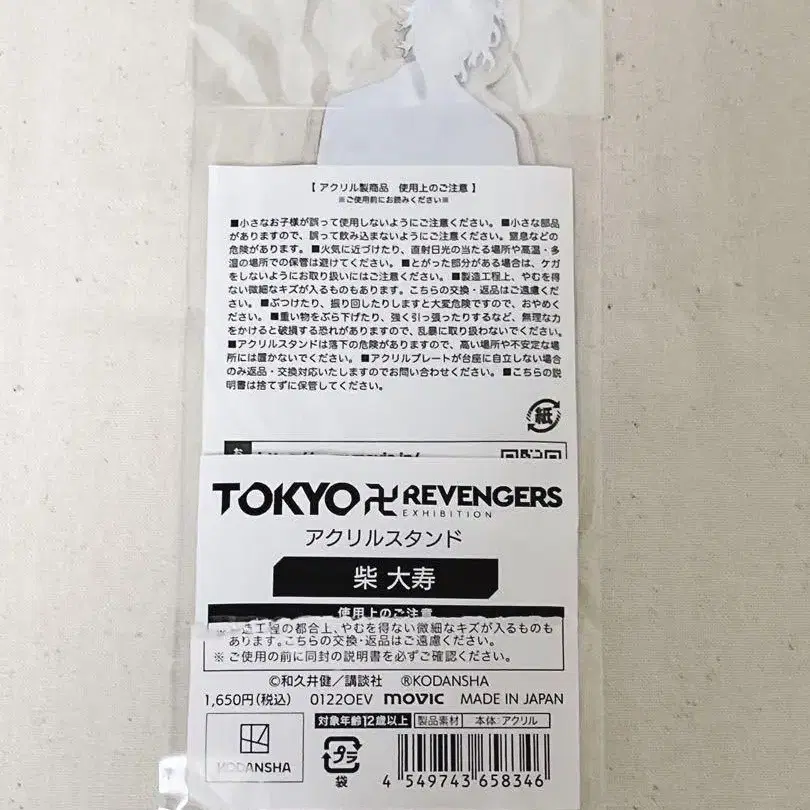 【 アクリル製商品 使用上のご注意 】
※ご使用前にお読みください※
■小さなお子様が誤って使用しないようにご注意ください。 ■小さな部品
がありますので、誤って飲み込まないようにご注意ください。窒息などの
危険があります。 ■火気に近づけたり、直射日光の当たる場所や高温・多
湿の場所での保管は避けてください。 ■とがった部分がある場合は、ケガ
をしないようにお取り扱いにはご注意ください。 ■製造工程上、やむを得
ない微細なキズが入るものもあります。こちらの交換・返品はご遠慮くだ
さい。 ■ぶつけたり、振り回したりしますと大変危険ですので、おやめく
ださい。 ■重い物をぶら下げたり、強く引っ張ったりするなど、無理な力
をかけると破損する恐れがありますので、乱暴に取り扱わないでください。
■アクリルスタンドは落下の危険がありますので、高い場所や不安定な場
所には置かないでください。 ■アクリルプレートが台座に自立しない場合
のみ返品・交換対応いたしますのでお問い合わせください。 ■こちらの説
明書は捨てずに保管してください。
紙
お
TOKYO卍REVENGERS
EXHIBITION
アクリルスタンド
柴 大寿
使用上のご注意
※製造工程の都合上、やむを得ない微細なキズが入るものも
あります。こちらの交換・返品はご遠慮ください。
※ ご使用の前に同封の説明書を必ずご確認ください。
©和久井健／講談社 ®KODANSHA
1,650円(税込) 0122OEV movic MADE IN JAPAN
対象年齢12歳以上 製品素材 本体：アクリル
KODANSHA
プラ
袋
4 549743 658346